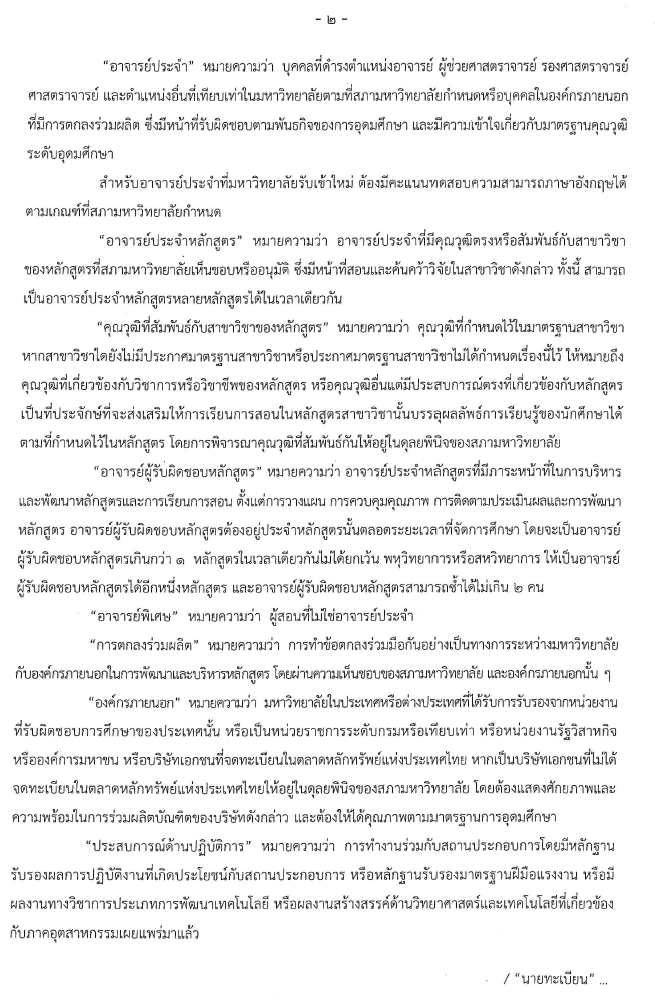 - ๒ -
“อาจารย์ประจำ” หมายความว่า บุคคลที่ดำรงตำแหน่งอาจารย์ ผู้ช่วยศาสตราจารย์ รองศาสตราจารย์
ศาสตราจารย์ และตำแหน่งอื่นที่เทียบเท่าในมหาวิทยาลัยตามที่สภามหาวิทยาลัยกำหนดหรือบุคคลในองค์กรภายนอก
ที่มีการตกลงร่วมผลิต ซึ่งมีหน้าที่รับผิดชอบตามพันธกิจของการอุดมศึกษา และมีความเข้าใจเกี่ยวกับมาตรฐานคุณวุฒิ
ระดับอุดมศึกษา
สำหรับอาจารย์ประจำที่มหาวิทยาลัยรับเข้าใหม่ ต้องมีคะแนนทดสอบความสามารถภาษาอังกฤษได้
ตามเกณฑ์ที่สภามหาวิทยาลัยกำหนด
“อาจารย์ประจำหลักสูตร” หมายความว่า อาจารย์ประจำที่มีคุณวุฒิตรงหรือสัมพันธ์กับสาขาวิชา
ของหลักสูตรที่สภามหาวิทยาลัยเห็นชอบหรืออนุมัติ ซึ่งมีหน้าที่สอนและค้นคว้าวิจัยในสาขาวิชาดังกล่าว ทั้งนี้ สามารถ
เป็นอาจารย์ประจำหลักสูตรหลายหลักสูตรได้ในเวลาเดียวกัน
“คุณวุฒิที่สัมพันธ์กับสาขาวิชาของหลักสูตร” หมายความว่า คุณวุฒิที่กำหนดไว้ในมาตรฐานสาขาวิชา
หากสาขาวิชาใดยังไม่มีประกาศมาตรฐานสาขาวิชาหรือประกาศมาตรฐานสาขาวิชาไม่ได้กำหนดเรื่องนี้ไว้ ให้หมายถึง
คุณวุฒิที่เกี่ยวข้องกับวิชาการหรือวิชาชีพของหลักสูตร หรือคุณวุฒิอื่นแต่มีประสบการณ์ตรงที่เกี่ยวข้องกับหลักสูตร
เป็นที่ประจักษ์ที่จะส่งเสริมให้การเรียนการสอนในหลักสูตรสาขาวิชานั้นบรรลุผลลัพธ์การเรียนรู้ของนักศึกษาได้
ตามที่กำหนดไว้ในหลักสูตร โดยการพิจารณาคุณวุฒิที่สัมพันธ์กันให้อยู่ในดุลยพินิจของสภามหาวิทยาลัย
“อาจารย์ผู้รับผิดชอบหลักสูตร” หมายความว่า อาจารย์ประจำหลักสูตรที่มีภาระหน้าที่ในการบริหาร
และพัฒนาหลักสูตรและการเรียนการสอน ตั้งแต่การวางแผน การควบคุมคุณภาพ การติดตามประเมินผลและการพัฒนา
หลักสูตร อาจารย์ผู้รับผิดชอบหลักสูตรต้องอยู่ประจำหลักสูตรนั้นตลอดระยะเวลาที่จัดการศึกษา โดยจะเป็นอาจารย์
ผู้รับผิดชอบหลักสูตรเกินกว่า ๑ หลักสูตรในเวลาเดียวกันไม่ได้ยกเว้น พหุวิทยาการหรือสหวิทยาการ ให้เป็นอาจารย์
ผู้รับผิดชอบหลักสูตรได้อีกหนึ่งหลักสูตร และอาจารย์ผู้รับผิดชอบหลักสูตรสามารถซ้ำได้ไม่เกิน ๒ คน
“อาจารย์พิเศษ” หมายความว่า ผู้สอนที่ไม่ใช่อาจารย์ประจำ
“การตกลงร่วมผลิต” หมายความว่า การทำข้อตกลงร่วมมือกันอย่างเป็นทางการระหว่างมหาวิทยาลัย
กับองค์กรภายนอกในการพัฒนาและบริหารหลักสูตร โดยผ่านความเห็นชอบของสภามหาวิทยาลัย และองค์กรภายนอกนั้น ๆ
“องค์กรภายนอก” หมายความว่า มหาวิทยาลัยในประเทศหรือต่างประเทศที่ได้รับการรับรองจากหน่วยงาน
ที่รับผิดชอบการศึกษาของประเทศนั้น หรือเป็นหน่วยราชการระดับกรมหรือเทียบเท่า หรือหน่วยงานรัฐวิสาหกิจ
หรือองค์การมหาชน หรือบริษัทเอกชนที่จดทะเบียนในตลาดหลักทรัพย์แห่งประเทศไทย หากเป็นบริษัทเอกชนที่ไม่ได้
จดทะเบียนในตลาดหลักทรัพย์แห่งประเทศไทยให้อยู่ในดุลยพินิจของสภามหาวิทยาลัย โดยต้องแสดงศักยภาพและ
ความพร้อมในการร่วมผลิตบัณฑิตของบริษัทดังกล่าว และต้องให้ได้คุณภาพตามมาตรฐานการอุดมศึกษา
“ประสบการณ์ด้านปฏิบัติการ” หมายความว่า การทำงานร่วมกับสถานประกอบการโดยมีหลักฐาน
รับรองผลการปฏิบัติงานที่เกิดประโยชน์กับสถานประกอบการ หรือหลักฐานรับรองมาตรฐานฝีมือแรงงาน หรือมี
ผลงานทางวิชาการประเภทการพัฒนาเทคโนโลยี หรือผลงานสร้างสรรค์ด้านวิทยาศาสตร์และเทคโนโลยีที่เกี่ยวข้อง
กับภาคอุตสาหกรรมเผยแพร่มาแล้ว
/ “นายทะเบียน” ...